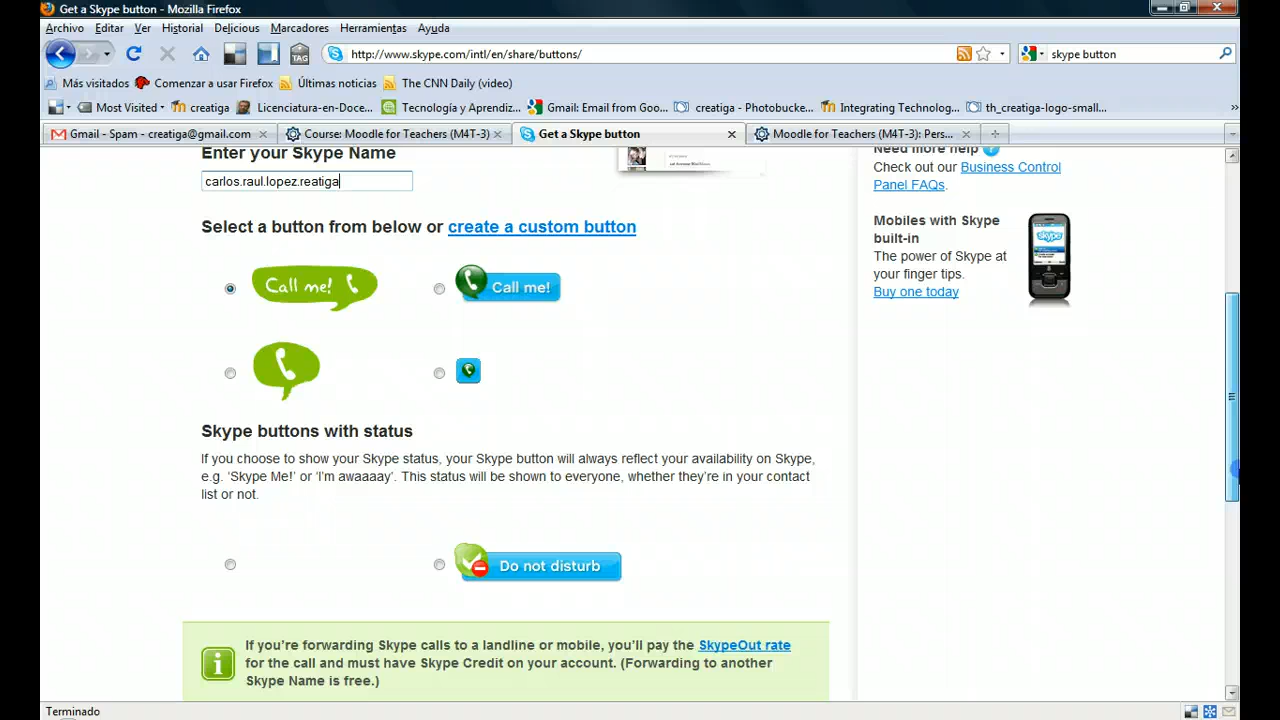 Get a Skype button - Mozilla Firefox
Archivo Editar Ver Historial Delicious Marcadores Herramientas Ayuda
TAG http://www.skype.com/intl/en/share/buttons/ skype button
Más visitados Comenzar a usar Firefox Últimas noticias The CNN Daily (video)
Most Visited creatiga Licenciatura-en-Doce... Tecnología y Aprendiz... Gmail: Email from Goo... creatiga - Photobucke... Integrating Technolog... th_creatiga-logo-small...
Gmail - Spam - creatiga@gmail.com Course: Moodle for Teachers (M4T-3) Get a Skype button Moodle for Teachers (M4T-3): Pers...
Enter your Skype Name
carlos.raul.lopez.reatiga
Select a button from below or create a custom button
Call me! Call me!
Skype buttons with status
If you choose to show your Skype status, your Skype button will always reflect your availability on Skype,
e.g. ‘Skype Me!’ or ‘I’m awaaaay’. This status will be shown to everyone, whether they’re in your contact
list or not.
Do not disturb
If you’re forwarding Skype calls to a landline or mobile, you’ll pay the SkypeOut rate
for the call and must have Skype Credit on your account. (Forwarding to another
Skype Name is free.)
Need more help ?
Check out our Business Control
Panel FAQs.
Mobiles with Skype
built-in
The power of Skype at
your finger tips.
Buy one today
skype
Terminado